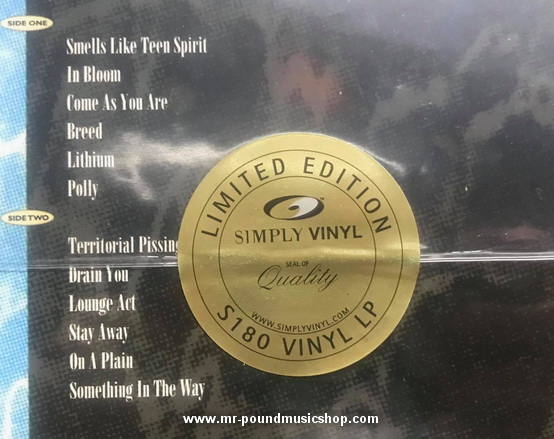 SIDE ONE
Smells Like Teen Spirit
In Bloom
Come As You Are
Breed
Lithium
Polly
SIDE TWO
Territorial Pissing
Drain You
Lounge Act
Stay Away
On A Plain
Something In The Way
LIMITED EDITION
SIMPLY VINYL
SEAL OF
Quality
WWW.SIMPLYVINYL.COM
S180 VINYL LP
www.mr-poundmusicshop.com